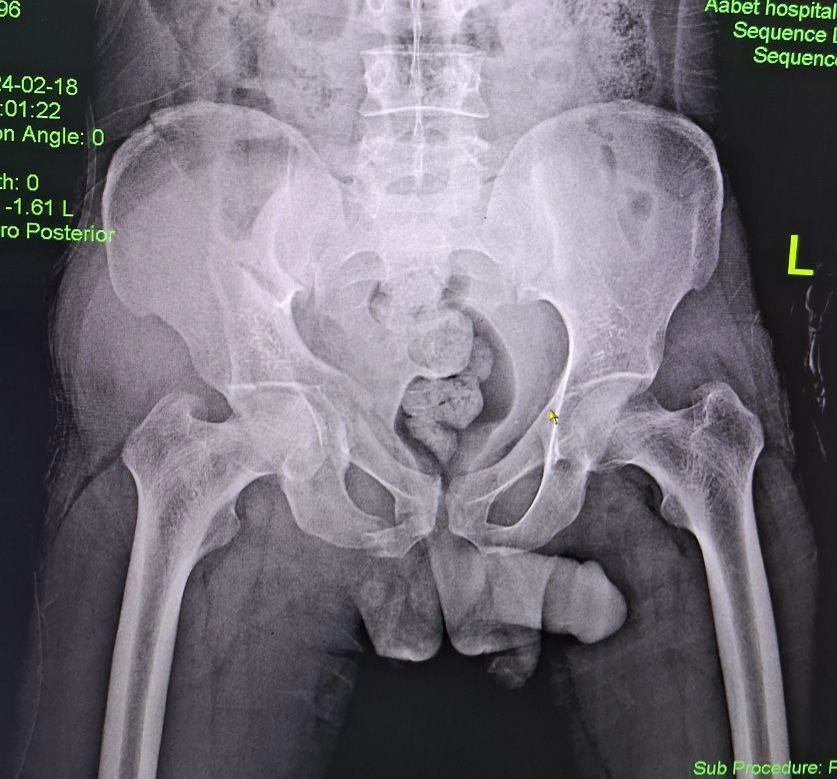 96
Aabet hospital
Sequence
Sequence
24-02-18
:01:22
on Angle: 0
th: 0
-1.61 L
ro Posterior
L
Sub Procedure: